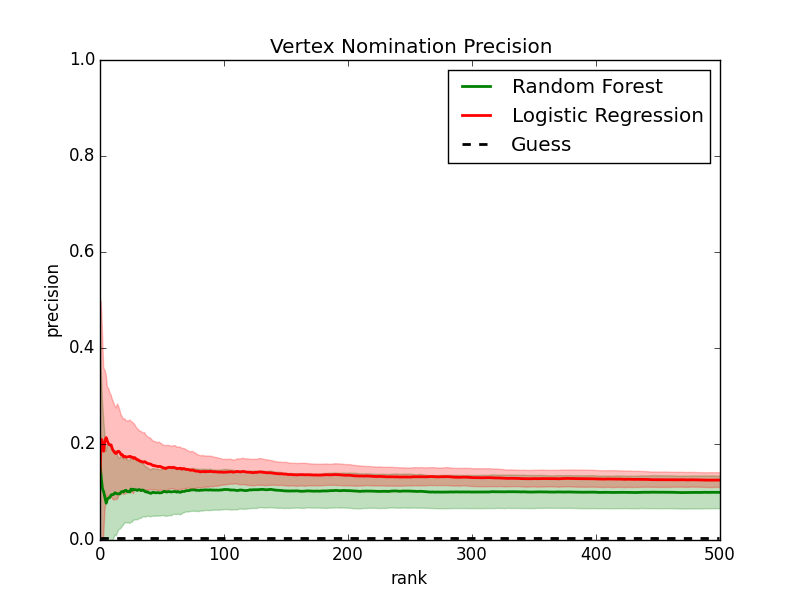 Vertex Nomination Precision
1.0
0.8
0.6
0.4
0.2
0.0
precision
Random Forest
Logistic Regression
Guess
0 100 200 300 400 500
rank